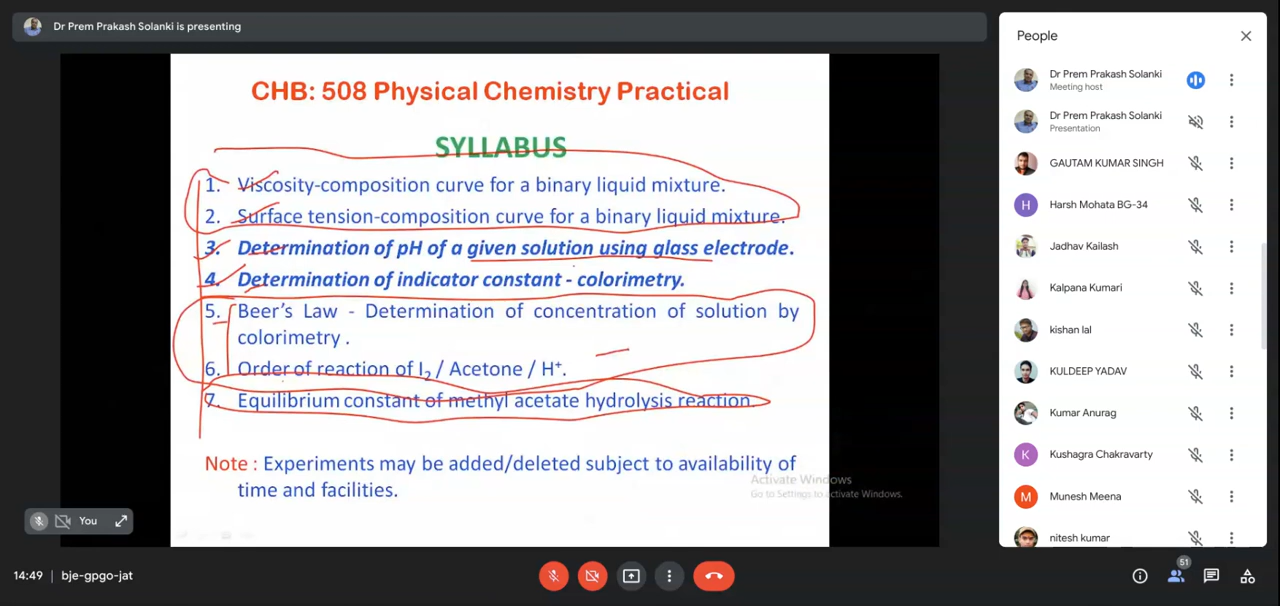 Dr Prem Prakash Solanki is presenting
CHB: 508 Physical Chemistry Practical
SYLLABUS
1. Viscosity-composition curve for a binary liquid mixture.
2. Surface tension-composition curve for a binary liquid mixture.
3. Determination of pH of a given solution using glass electrode.
4. Determination of indicator constant - colorimetry.
5. Beer's Law - Determination of concentration of solution by
colorimetry .
6. Order of reaction of I2 / Acetone / H+.
7. Equilibrium constant of methyl acetate hydrolysis reaction.
Note : Experiments may be added/deleted subject to availability of
time and facilities.
Activate Windows
Go to Settings to Activate Windows.
You
14:49 | bje-gpgo-jat
People
Dr Prem Prakash Solanki
Meeting host
Dr Prem Prakash Solanki
Presentation
GAUTAM KUMAR SINGH
H Harsh Mohata BG-34
Jadhav Kailash
Kalpana Kumari
kishan lal
KULDEEP YADAV
Kumar Anurag
K Kushagra Chakravarty
M Munesh Meena
nitesh kumar
51